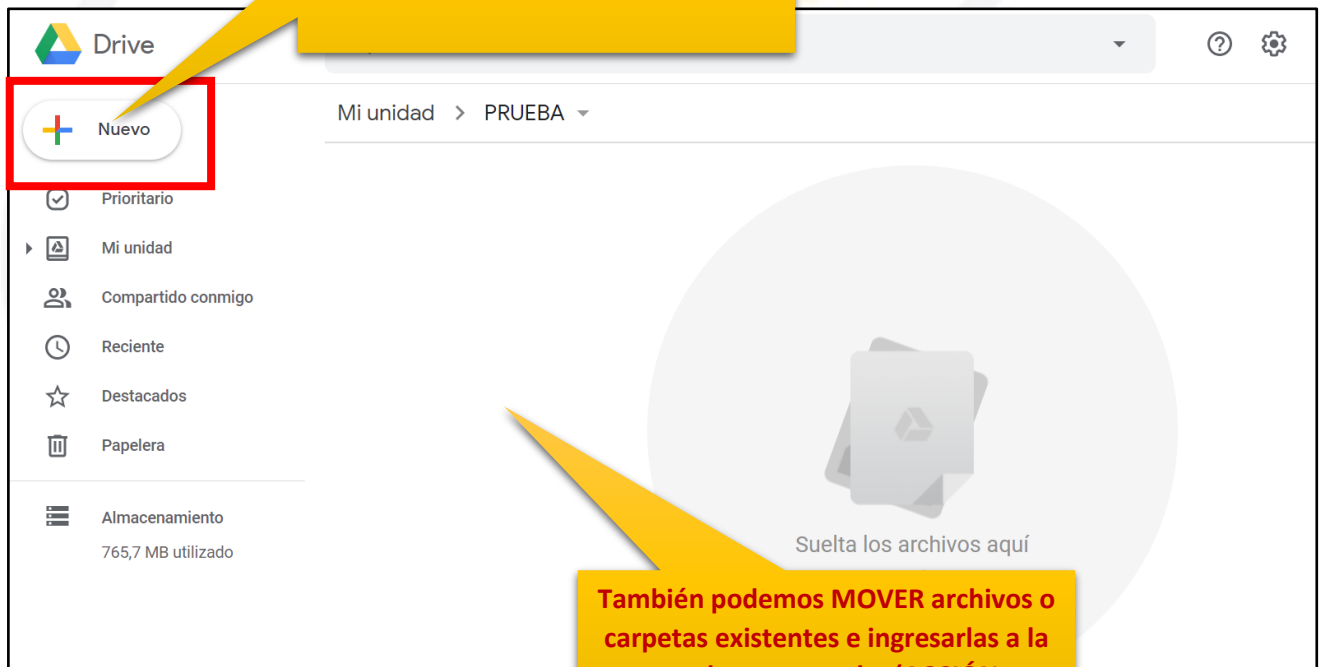 Drive
Nuevo
Mi unidad > PRUEBA
Prioritario
Mi unidad
Compartido conmigo
Reciente
Destacados
Papelera
Almacenamiento
765,7 MB utilizado
Suelta los archivos aquí
También podemos MOVER archivos o
carpetas existentes e ingresarlas a la